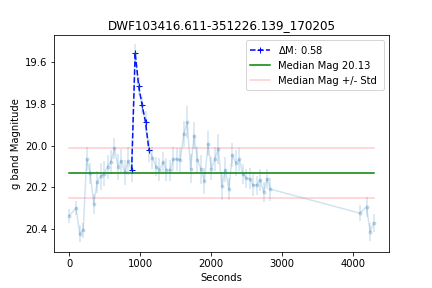 DWF103416.611-351226.139_170205
ΔM: 0.58
Median Mag 20.13
Median Mag +/- Std
g band Magnitude
19.6
19.8
20.0
20.2
20.4
0 1000 2000 3000 4000
Seconds